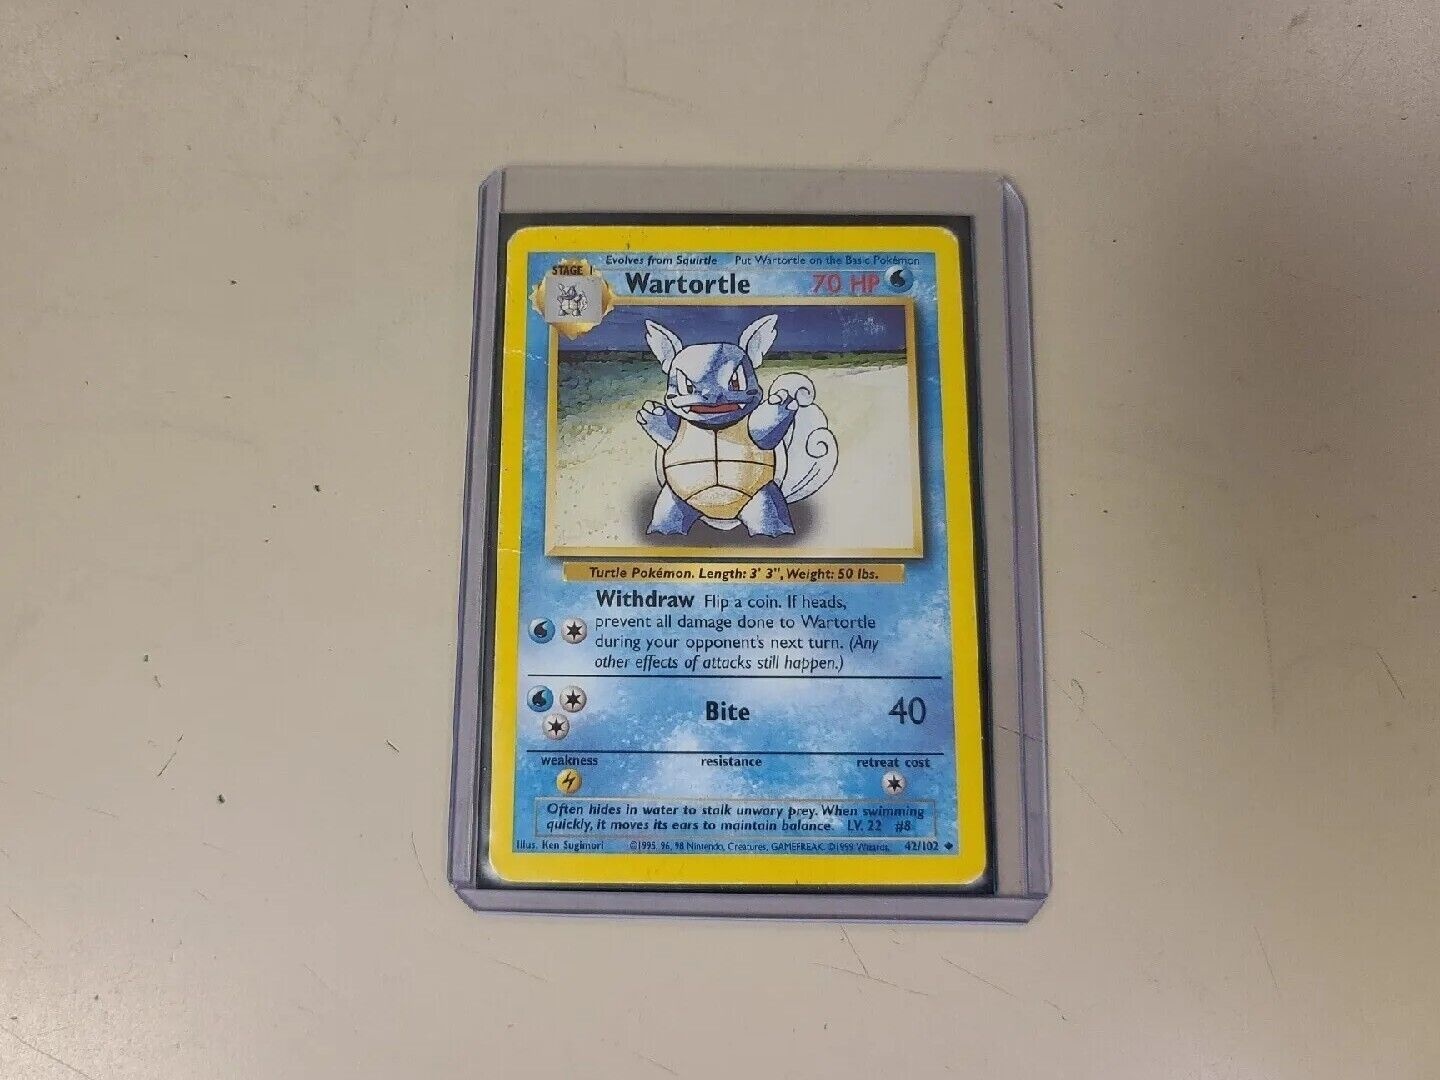 Evolves from Squirtle Put Wartortle on the Basic Pokémon
STAGE 1
Wartortle 70 HP
Turtle Pokémon. Length: 3' 3", Weight: 50 lbs.
Withdraw Flip a coin. If heads,
prevent all damage done to Wartortle
during your opponent's next turn. (Any
other effects of attacks still happen.)
Bite 40
weakness resistance retreat cost
Often hides in water to stalk unwary prey. When swimming
quickly, it moves its ears to maintain balance. LV. 22 #8
Illus. Ken Sugimori ©1995, 96, 98 Nintendo, Creatures, GAMEFREAK. ©1999 Wizards. 42/102